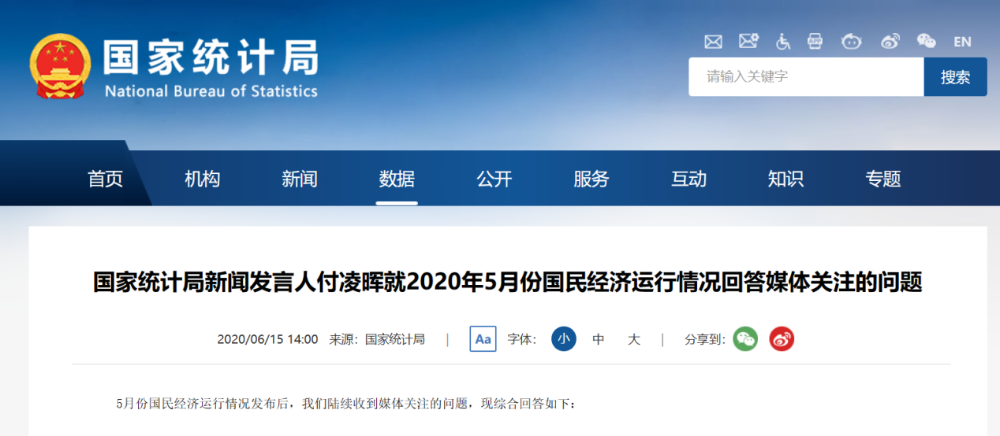 国家统计局
National Bureau of Statistics
EN
请输入关键字
搜索
首页 机构 新闻 数据 公开 服务 互动 知识 专题
国家统计局新闻发言人付凌晖就2020年5月份国民经济运行情况回答媒体关注的问题
2020/06/15 14:00 来源：国家统计局 | Aa 字体： 小 中 大 | 分享到：
5月份国民经济运行情况发布后，我们陆续收到媒体关注的问题，现综合回答如下：